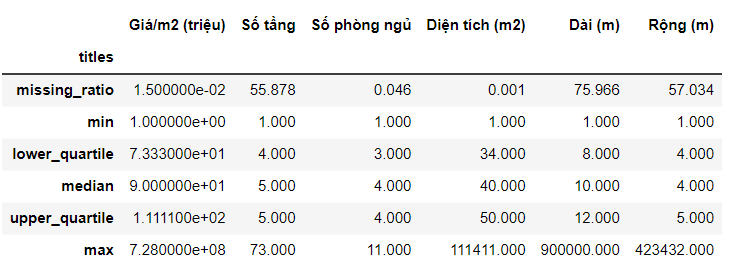 Giá/m2 (triệu) Số tầng Số phòng ngủ Diện tích (m2) Dài (m) Rộng (m)
titles
missing_ratio 1.500000e-02 55.878 0.046 0.001 75.966 57.034
min 1.000000e+00 1.000 1.000 1.000 1.000 1.000
lower_quartile 7.333000e+01 4.000 3.000 34.000 8.000 4.000
median 9.000000e+01 5.000 4.000 40.000 10.000 4.000
upper_quartile 1.111100e+02 5.000 4.000 50.000 12.000 5.000
max 7.280000e+08 73.000 11.000 111411.000 900000.000 423432.000